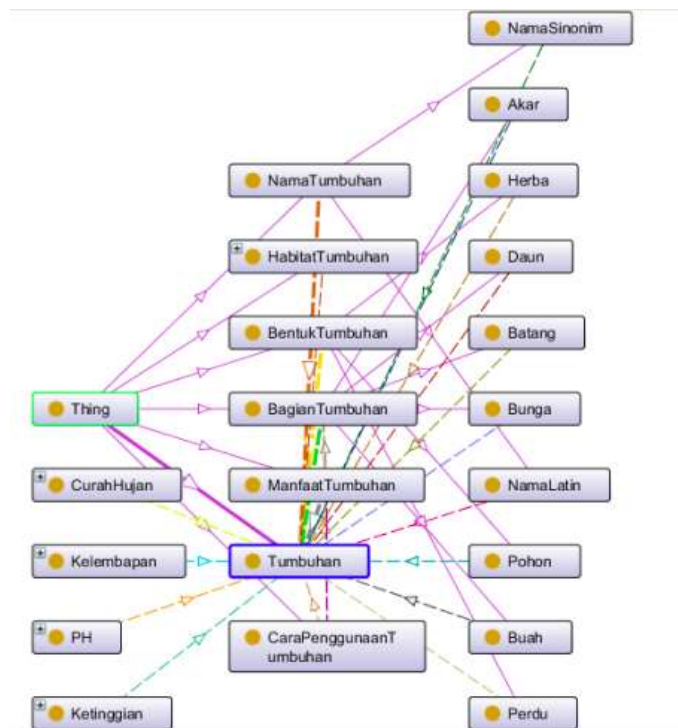 NamaSinonim
Akar
NamaTumbuhan
Herba
HabitatTumbuhan
Daun
BentukTumbuhan
Batang
Thing
BagianTumbuhan
Bunga
CurahHujan
ManfaatTumbuhan
NamaLatin
Kelembapan
Tumbuhan
Pohon
PH
CaraPenggunaanT
umbuhan
Buah
Ketinggian
Perdu